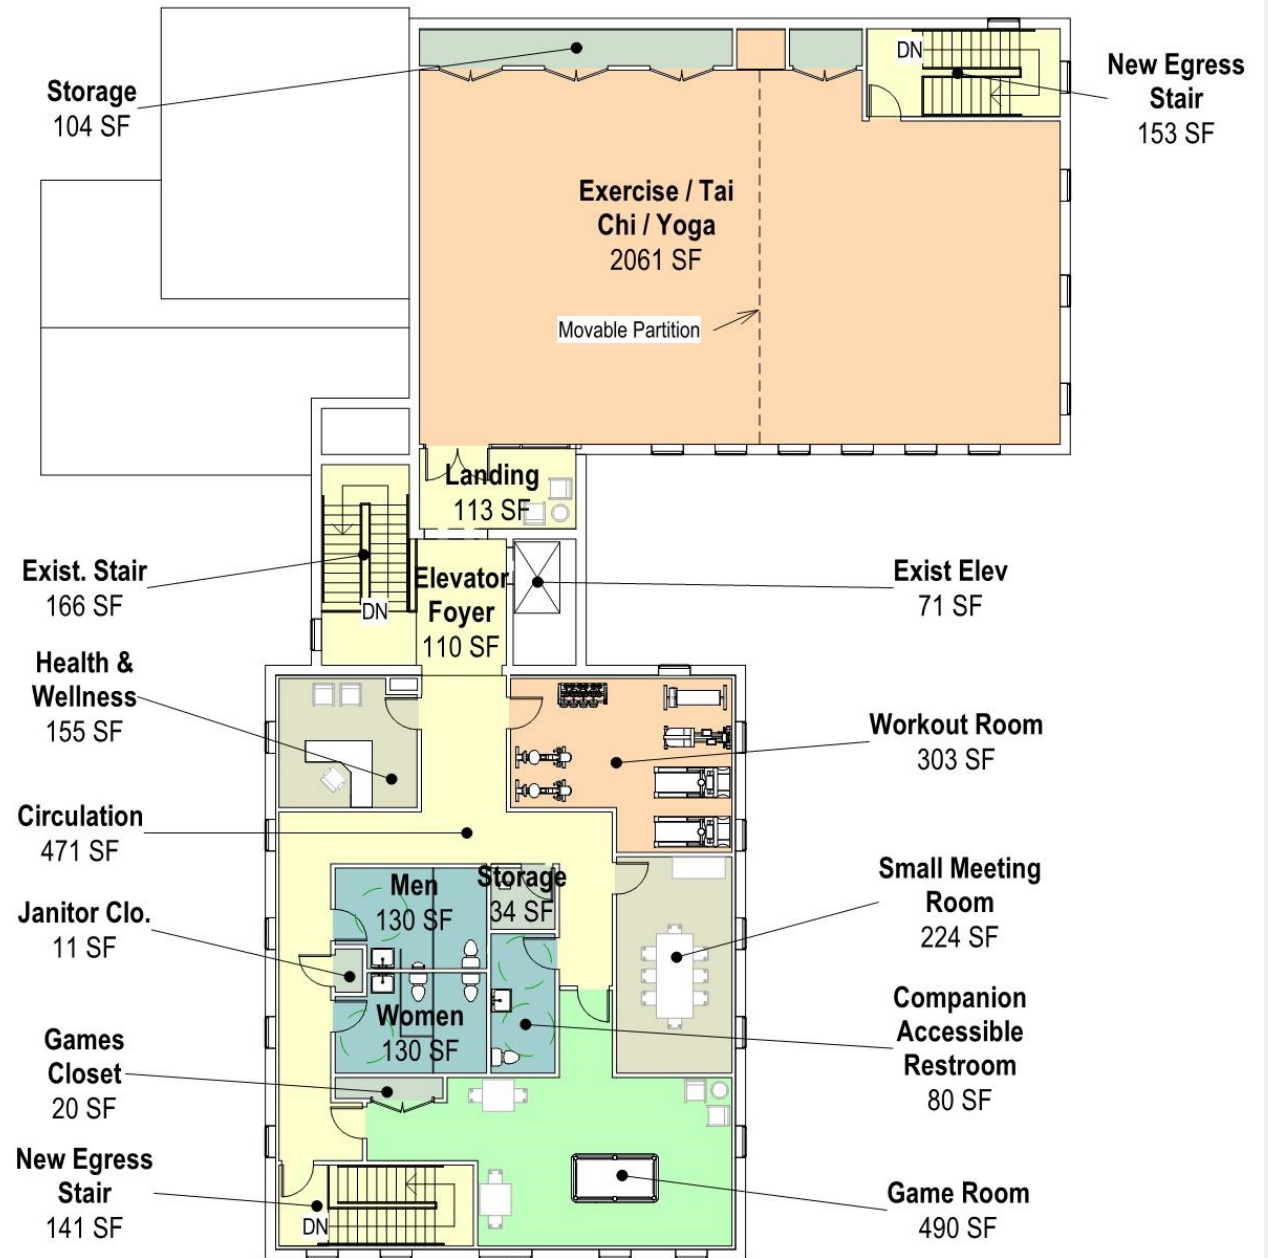 Storage
104 SF
DN
New Egress
Stair
153 SF
Exercise / Tai
Chi / Yoga
2061 SF
Movable Partition
Landing
113 SF
Exist. Stair
166 SF
DN
Elevator
Foyer
110 SF
Exist Elev
71 SF
Health &
Wellness
155 SF
Workout Room
303 SF
Circulation
471 SF
Men
130 SF
Storage
34 SF
Small Meeting
Room
224 SF
Janitor Clo.
11 SF
Women
130 SF
Companion
Accessible
Restroom
80 SF
Games
Closet
20 SF
New Egress
Stair
141 SF
DN
Game Room
490 SF